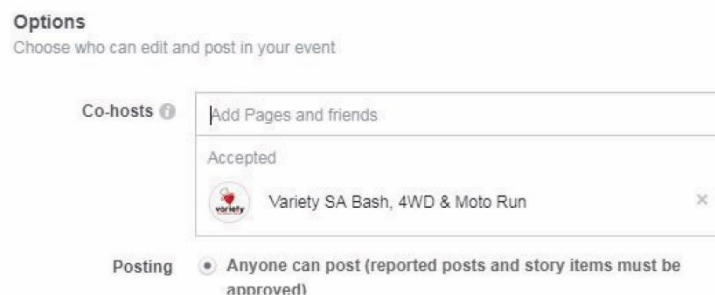 Options
Choose who can edit and post in your event
Co-hosts
Add Pages and friends
Accepted
variety
Variety SA Bash, 4WD & Moto Run
Posting
Anyone can post (reported posts and story items must be
approved)